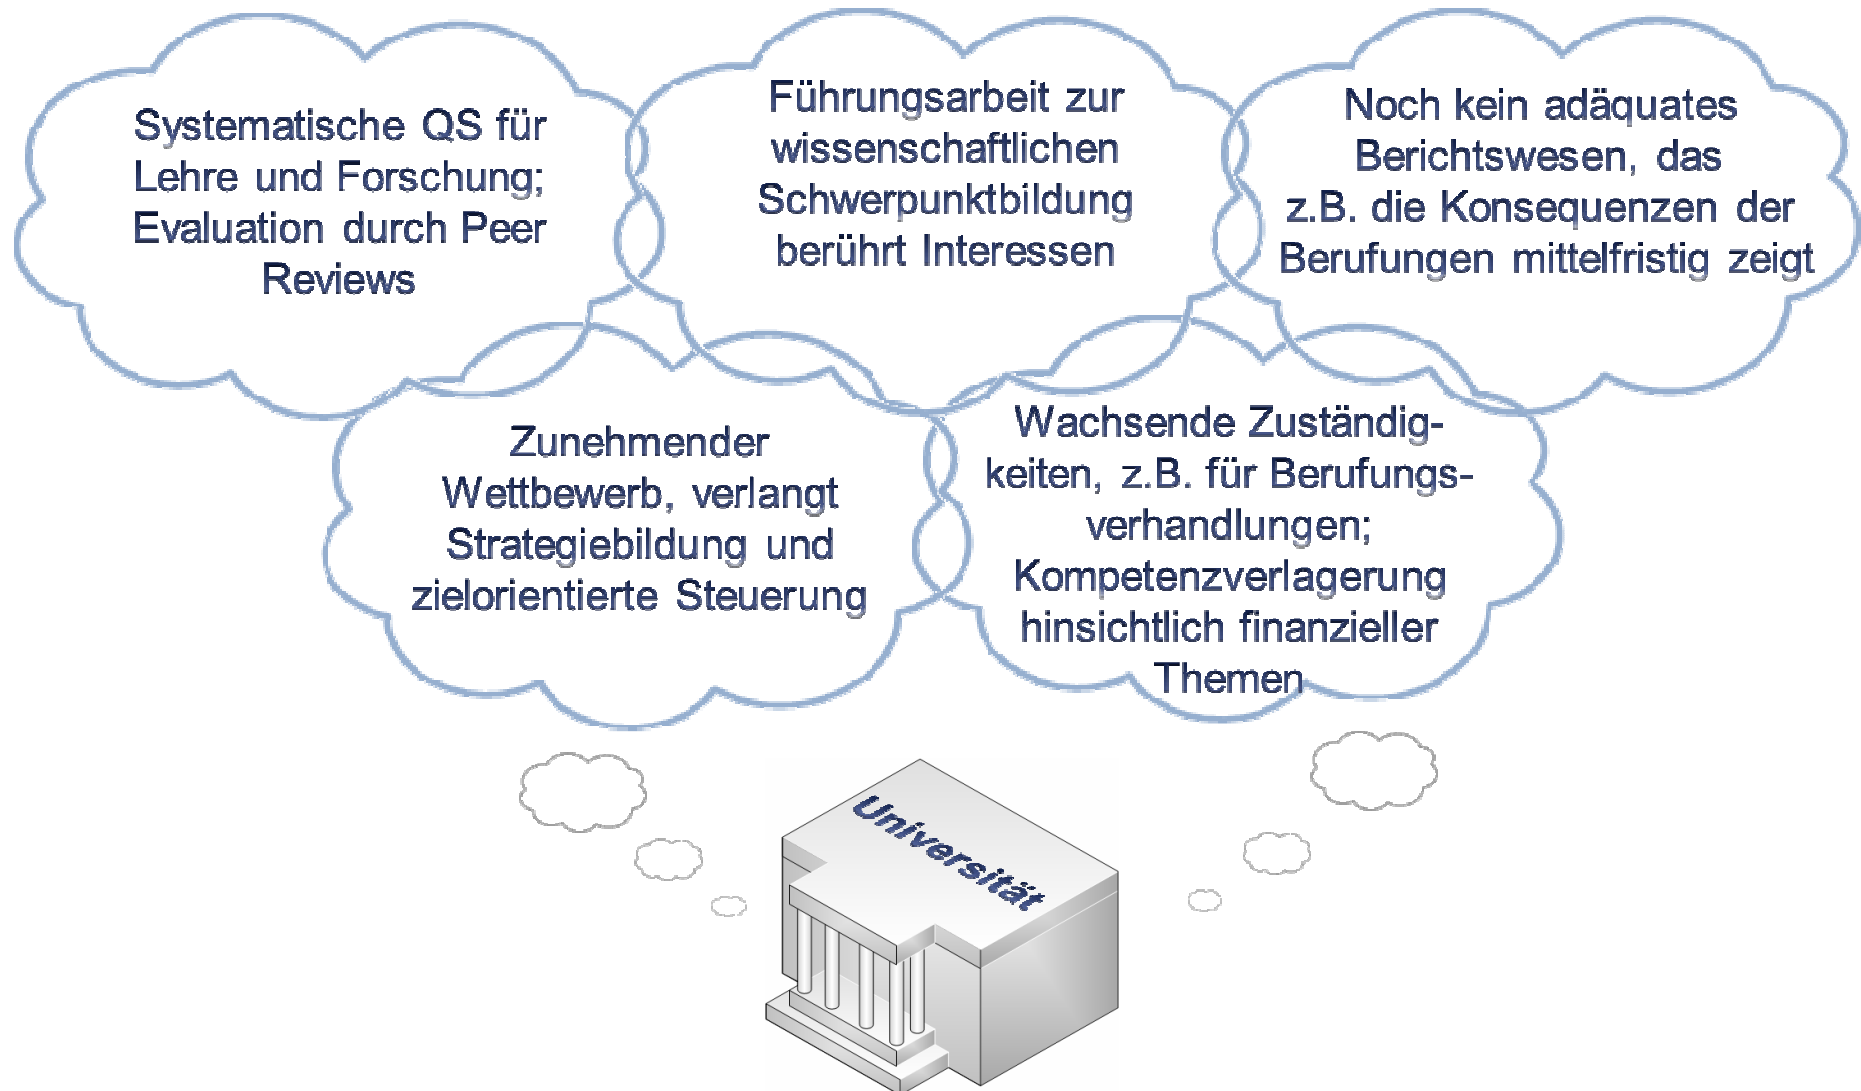 Systematische QS für
Lehre und Forschung;
Evaluation durch Peer
Reviews
Führungsarbeit zur
wissenschaftlichen
Schwerpunktbildung
berührt Interessen
Noch kein adäquates
Berichtswesen, das
z.B. die Konsequenzen der
Berufungen mittelfristig zeigt
Zunehmender
Wettbewerb, verlangt
Strategiebildung und
zielorientierte Steuerung
Wachsende Zuständig-
keiten, z.B. für Berufungs-
verhandlungen;
Kompetenzverlagerung
hinsichtlich finanzieller
Themen
Universität